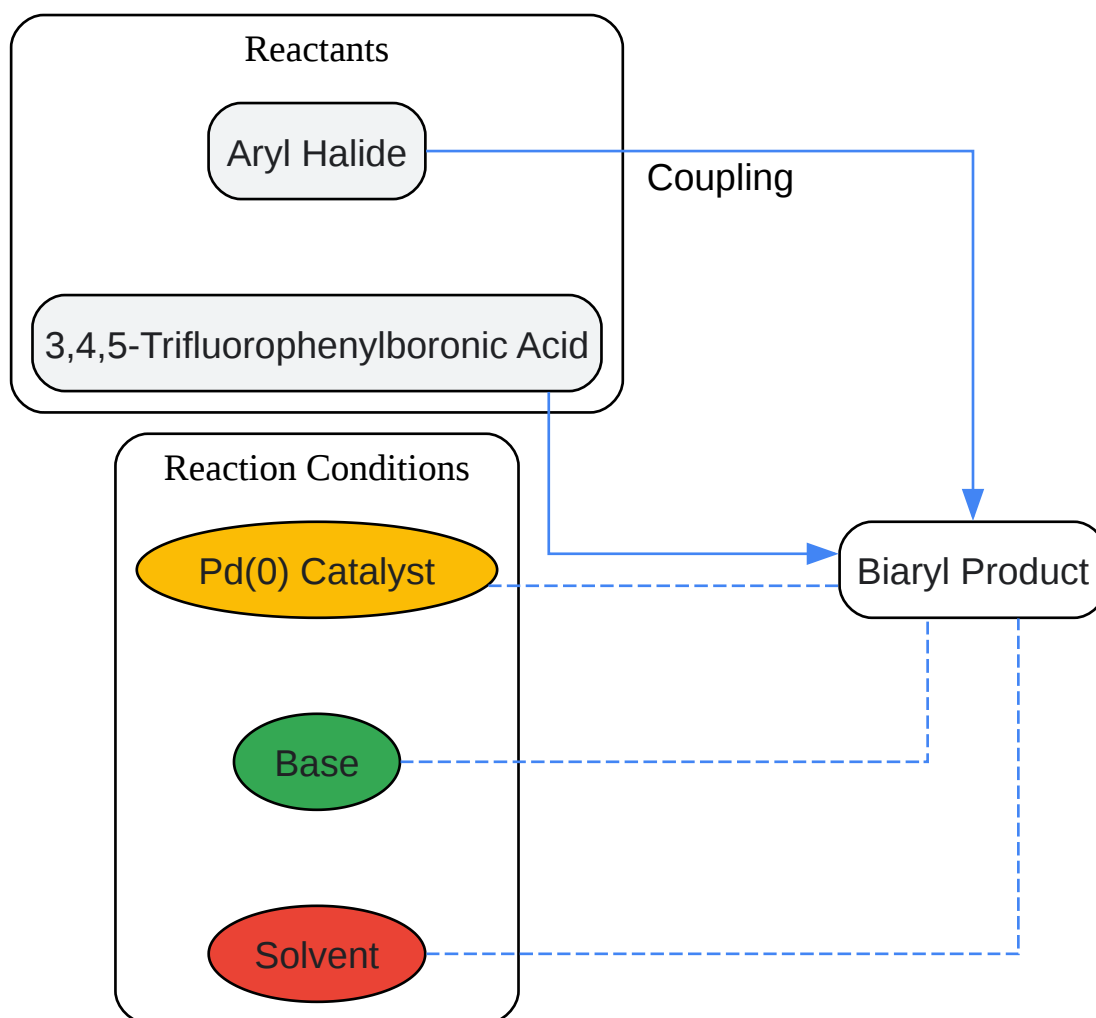 Reactants
Aryl Halide
Coupling
3,4,5-Trifluorophenylboronic Acid
Reaction Conditions
Pd(0) Catalyst
Biaryl Product
Base
Solvent